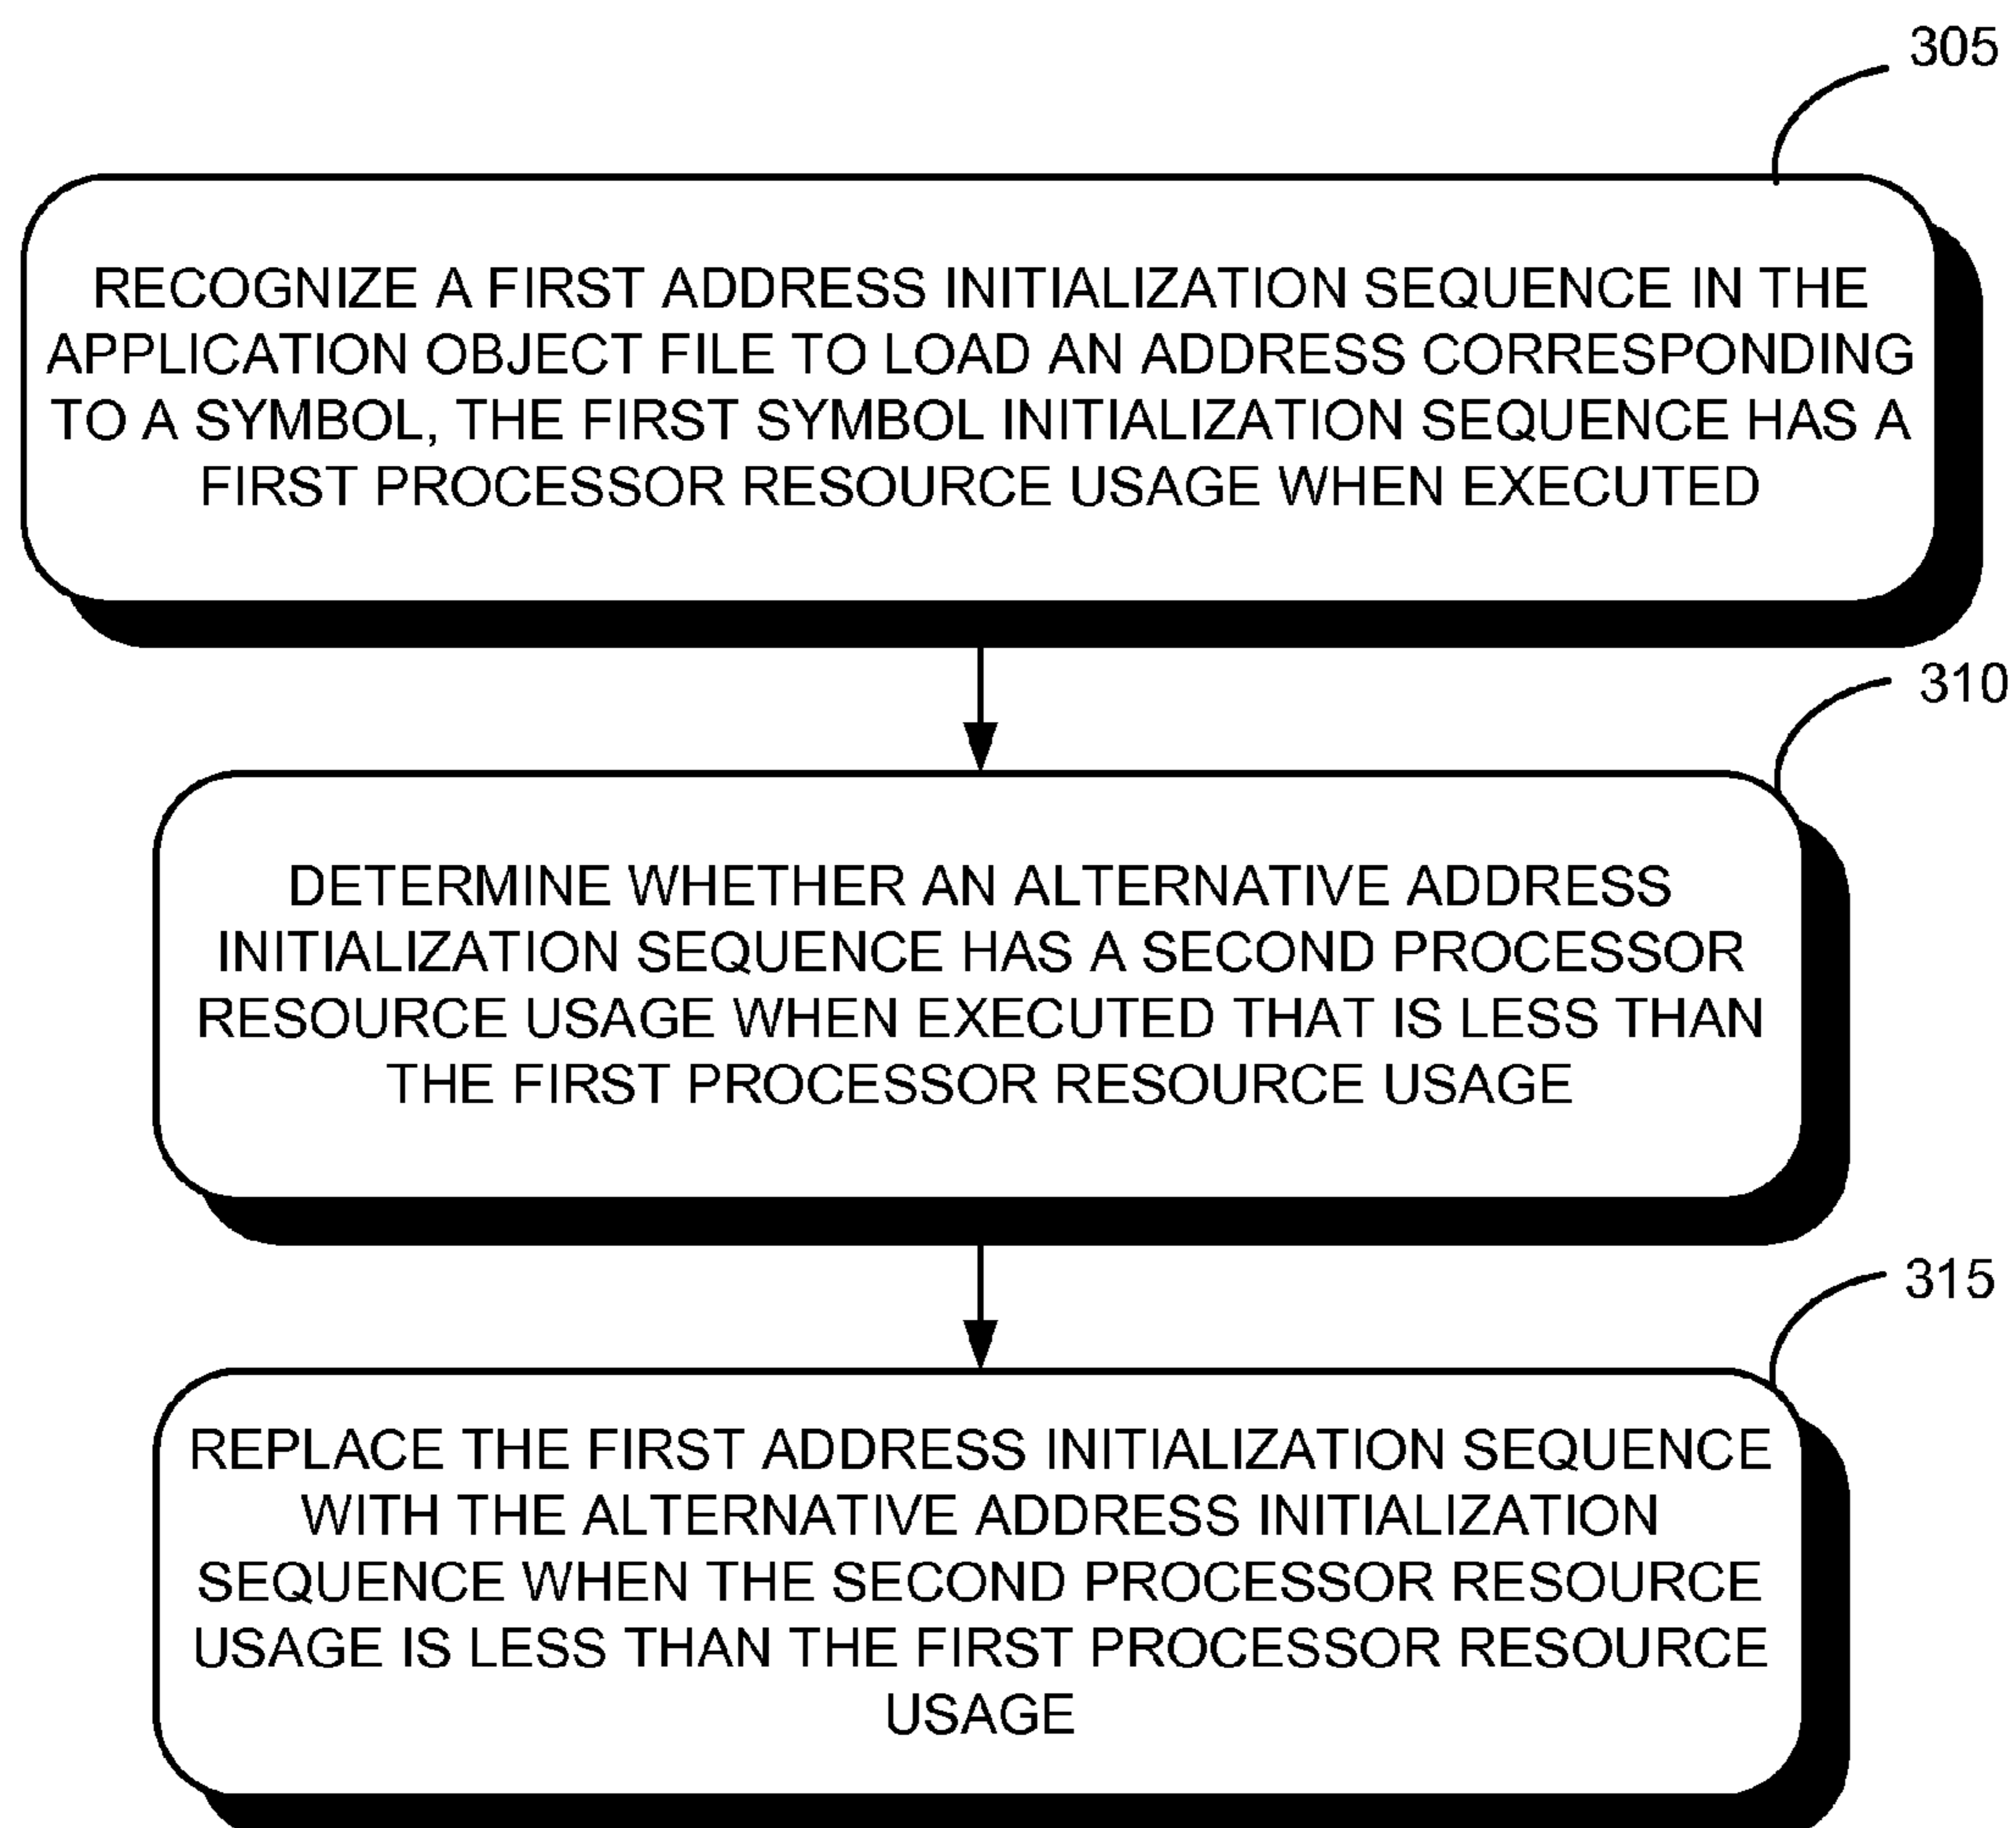 305
RECOGNIZE A FIRST ADDRESS INITIALIZATION SEQUENCE IN THE
APPLICATION OBJECT FILE TO LOAD AN ADDRESS CORRESPONDING
TO A SYMBOL, THE FIRST SYMBOL INITIALIZATION SEQUENCE HAS A
FIRST PROCESSOR RESOURCE USAGE WHEN EXECUTED
310
DETERMINE WHETHER AN ALTERNATIVE ADDRESS
INITIALIZATION SEQUENCE HAS A SECOND PROCESSOR
RESOURCE USAGE WHEN EXECUTED THAT IS LESS THAN
THE FIRST PROCESSOR RESOURCE USAGE
315
REPLACE THE FIRST ADDRESS INITIALIZATION SEQUENCE
WITH THE ALTERNATIVE ADDRESS INITIALIZATION
SEQUENCE WHEN THE SECOND PROCESSOR RESOURCE
USAGE IS LESS THAN THE FIRST PROCESSOR RESOURCE
USAGE